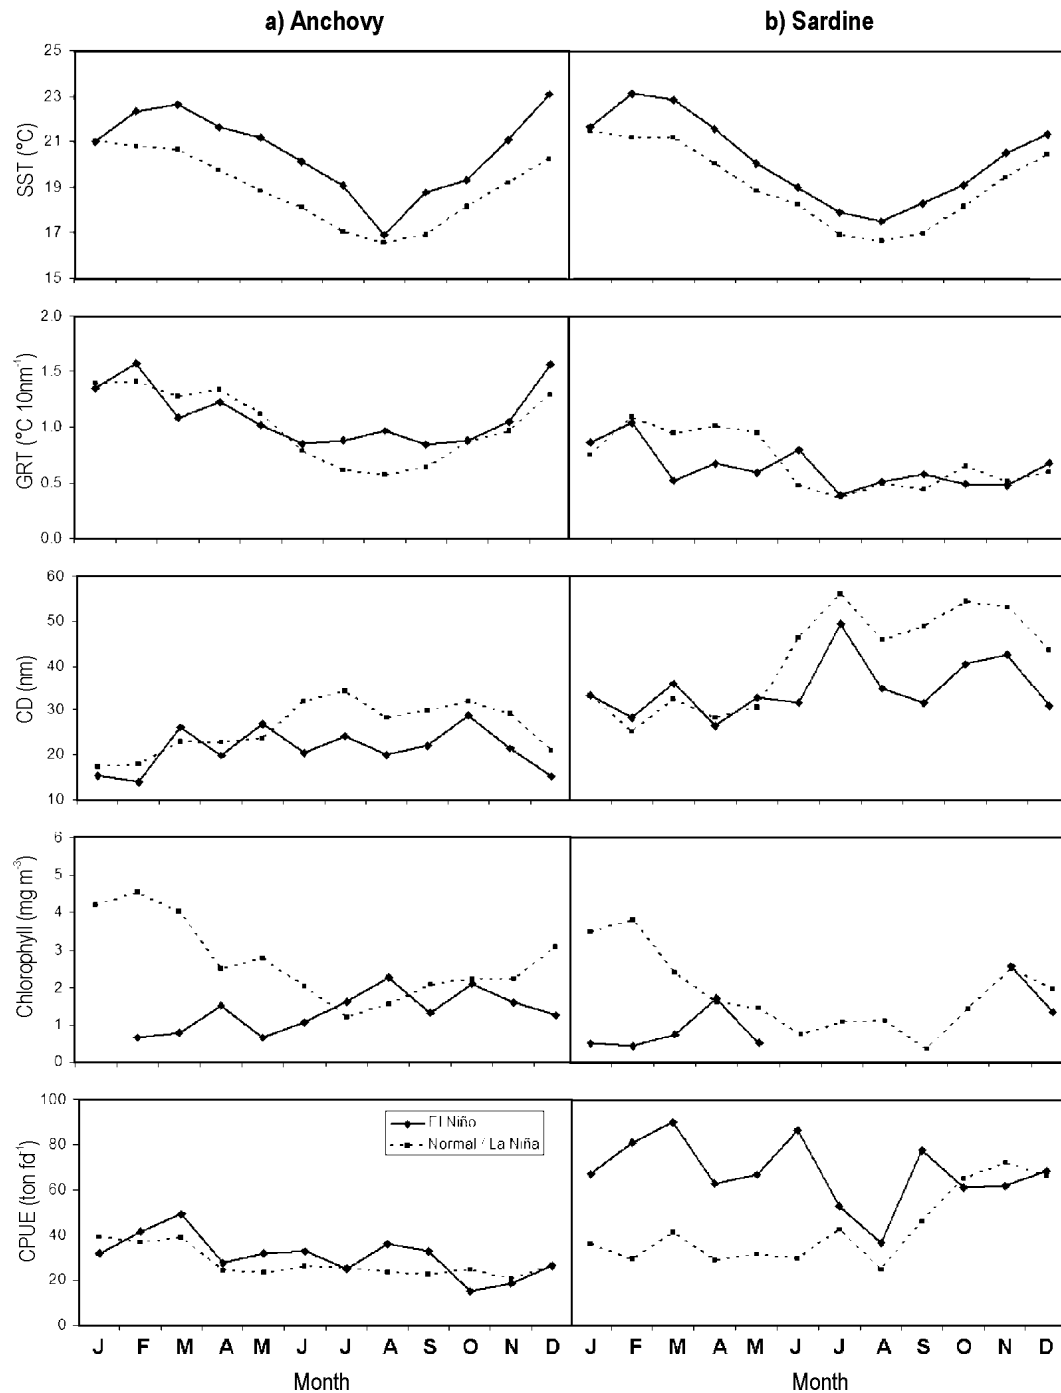 a) Anchovy
b) Sardine
25
23
21
19
17
15
SST (°C)
2.0
1.5
1.0
0.5
0.0
GRT (°C 10nm⁻¹)
60
50
40
30
20
10
CD (nm)
6
5
4
3
2
1
0
Chlorophyll (mg m⁻³)
100
80
60
40
20
0
CPUE (ton fd⁻¹)
El Niño
Normal / La Niña
J F M A M J J A S O N D
J F M A M J J A S O N D
Month
Month